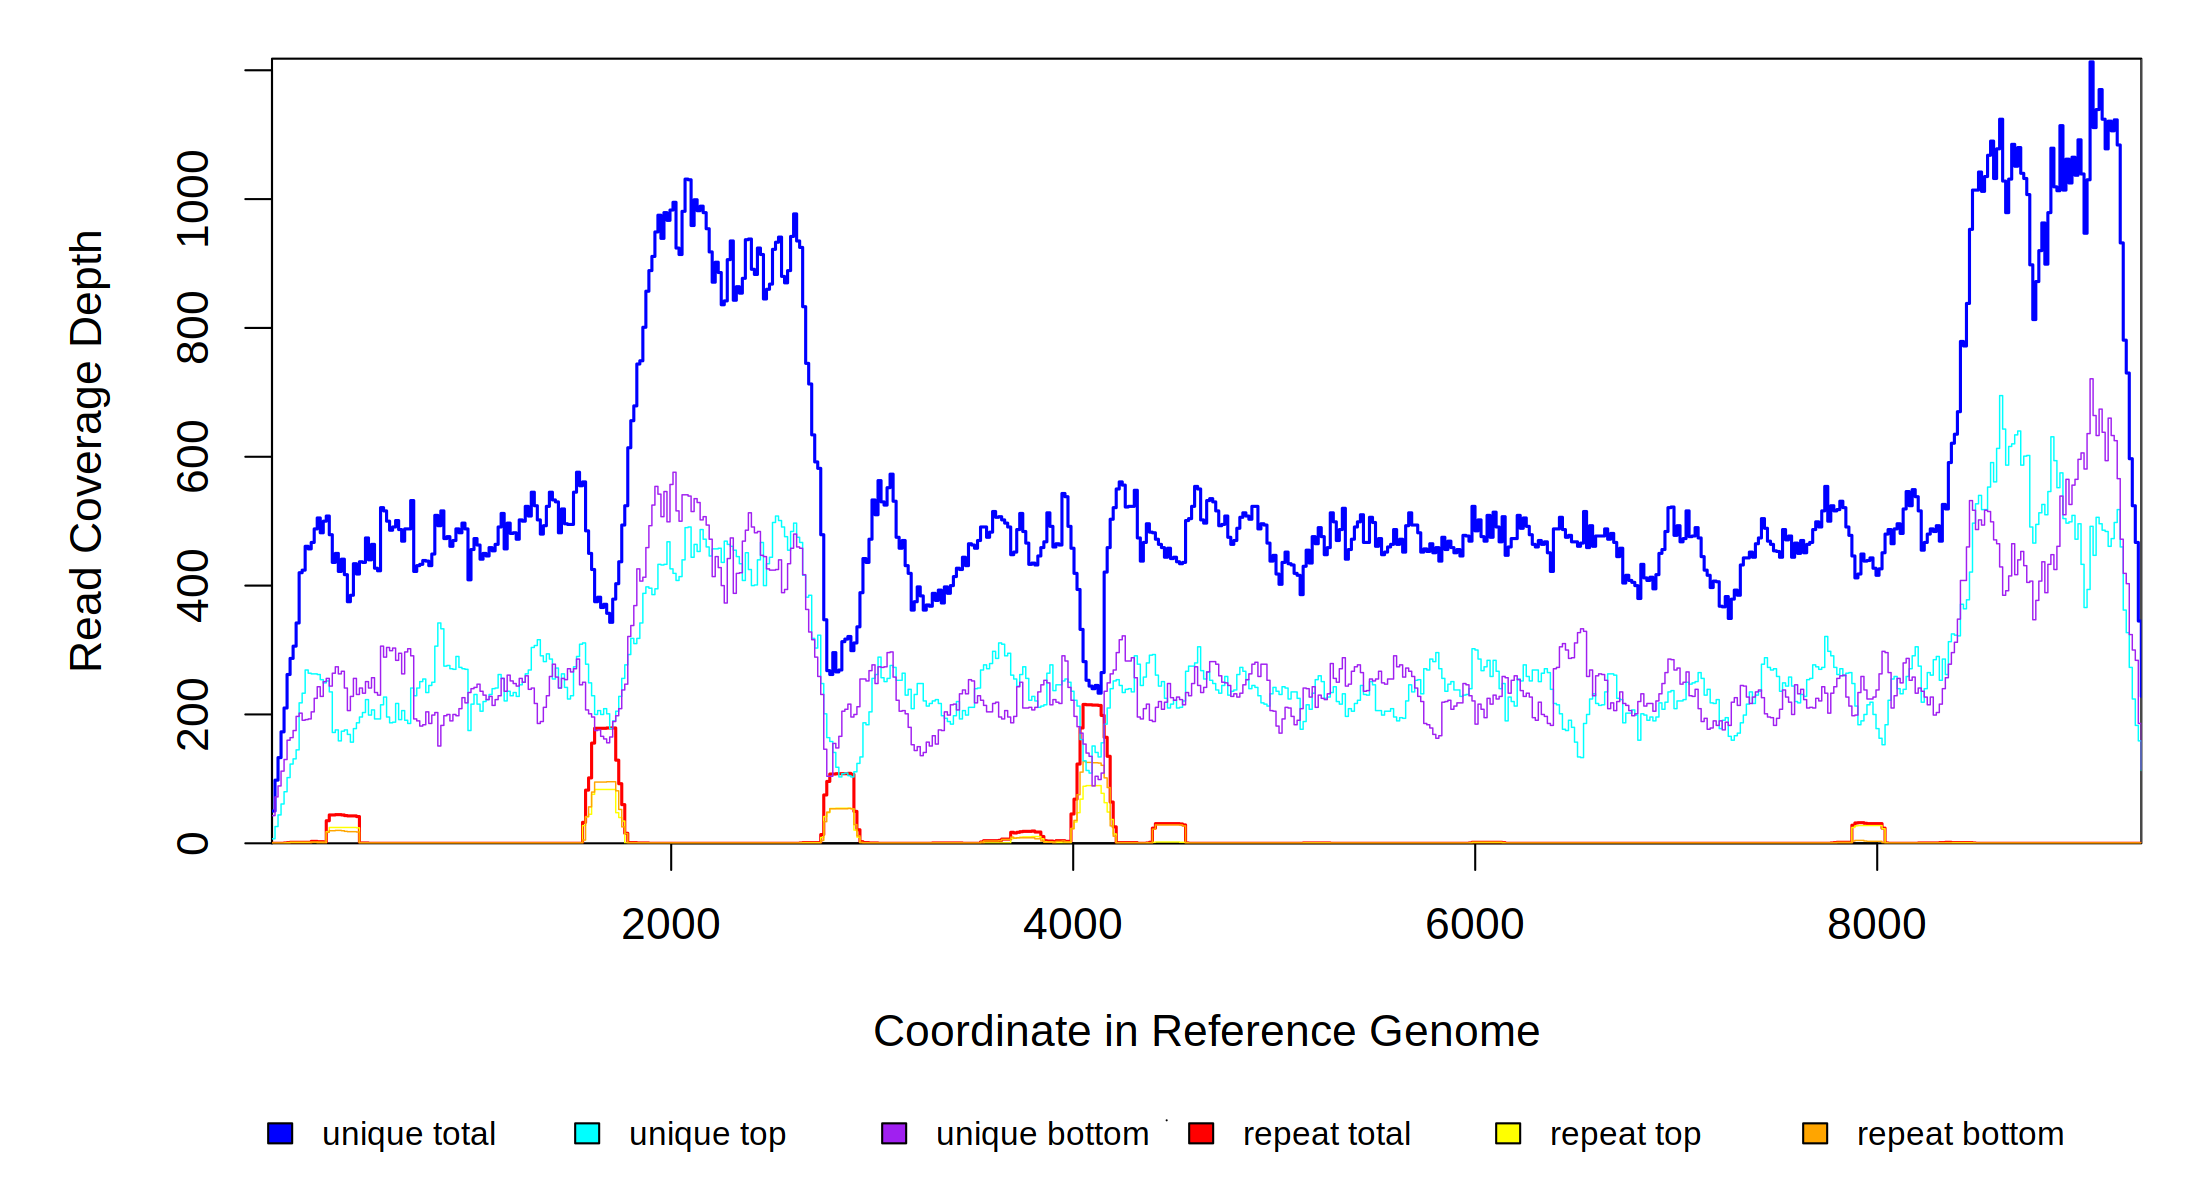 Read Coverage Depth
1000
800
600
400
200
0
2000 4000 6000 8000
Coordinate in Reference Genome
unique total unique top unique bottom repeat total repeat top repeat bottom